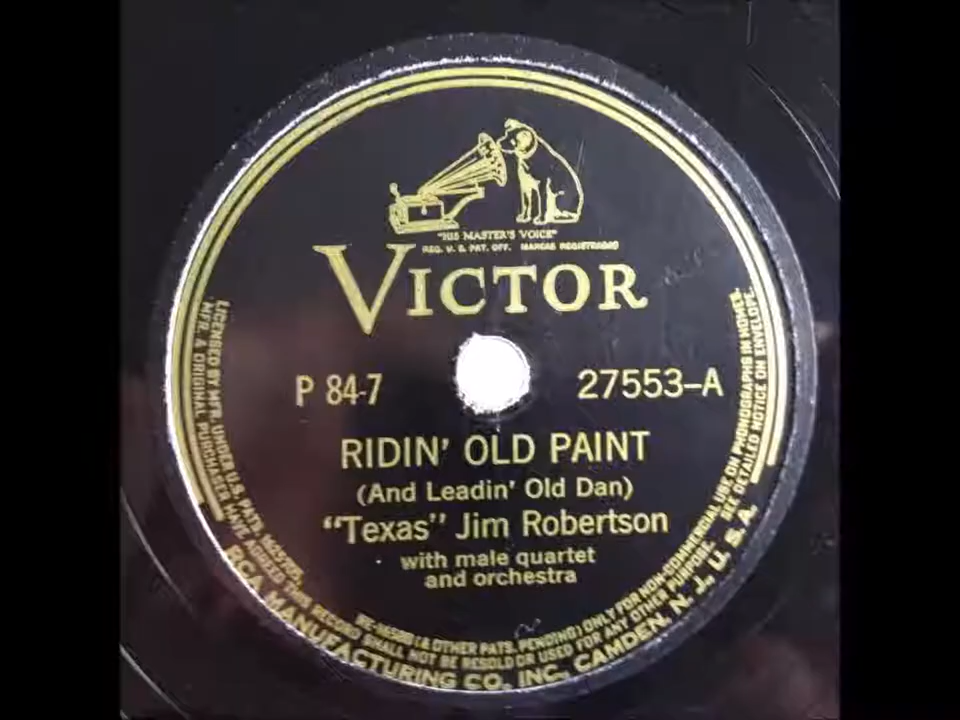 "HIS MASTER'S VOICE"
REG. U. S. PAT. OFF. MARCAS REGISTRADAS
VICTOR
P 84-7
27553-A
RIDIN' OLD PAINT
(And Leadin' Old Dan)
"Texas" Jim Robertson
with male quartet
and orchestra
LICENSED BY MFR. UNDER U.S. PATS. (& OTHER PATS. PENDING) ONLY FOR NON-COMMERCIAL USE ON PHONOGRAPHS IN HOMES.
MFR. & ORIGINAL PURCHASER HAVE AGREED THIS RECORD SHALL NOT BE RESOLD OR USED FOR ANY OTHER PURPOSE. SEE DETAILED NOTICE ON ENVELOPE.
RCA MANUFACTURING CO., INC., CAMDEN, N. J., U. S. A.